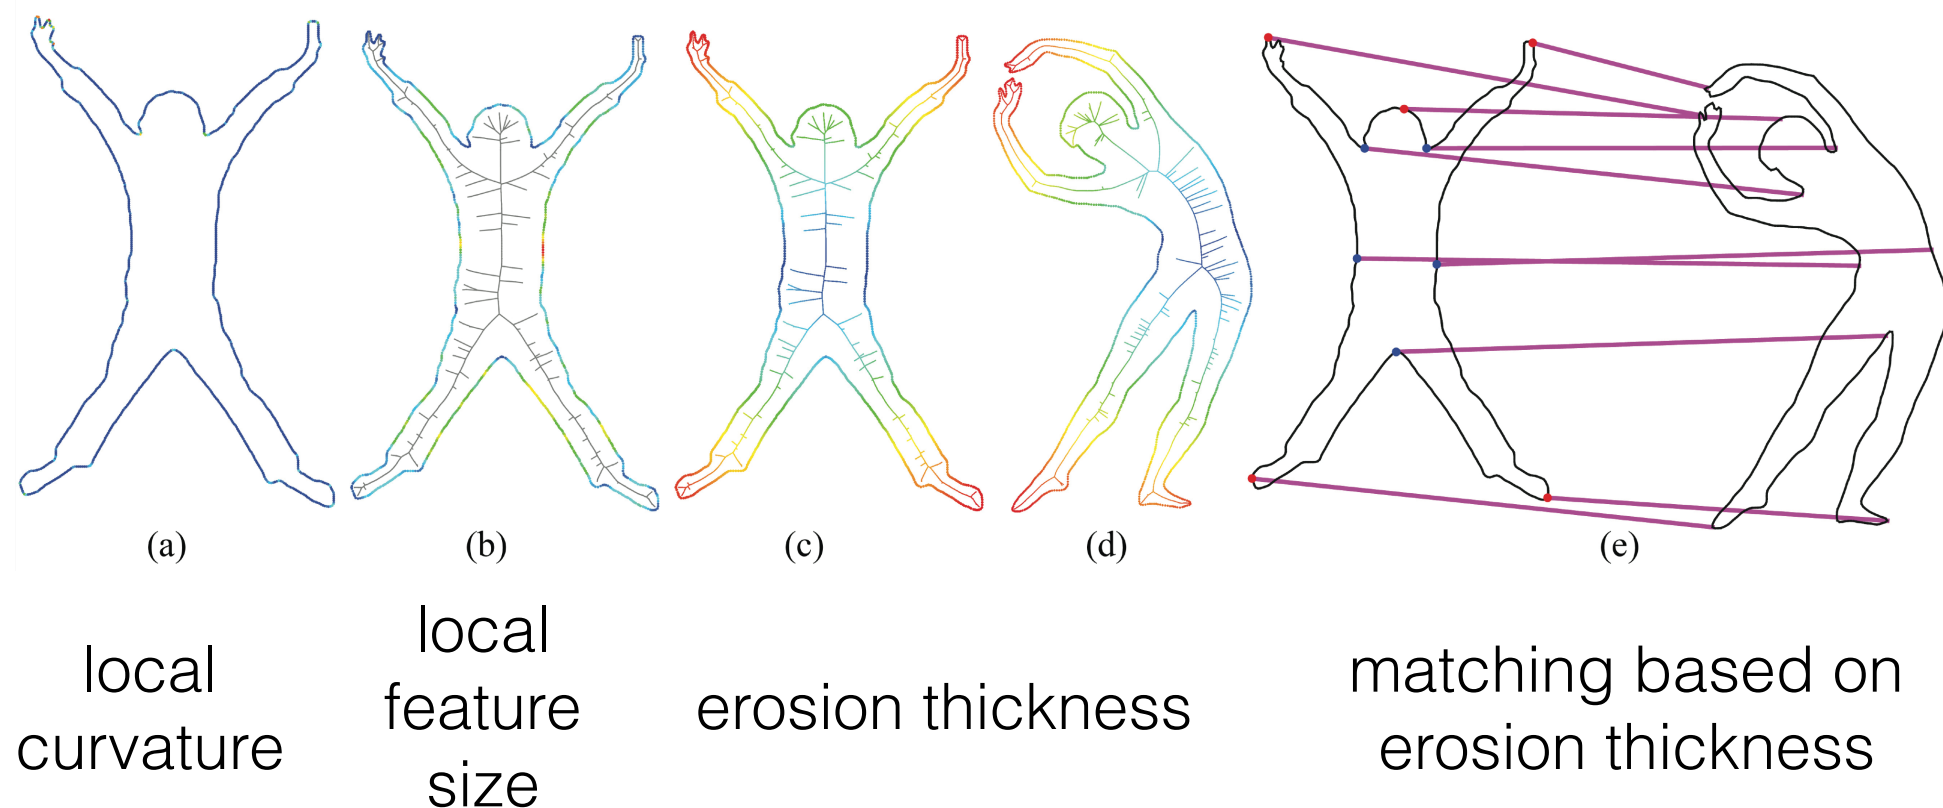 (a)
(b)
(c)
(d)
(e)
local
curvature
local
feature
size
erosion thickness
matching based on
erosion thickness